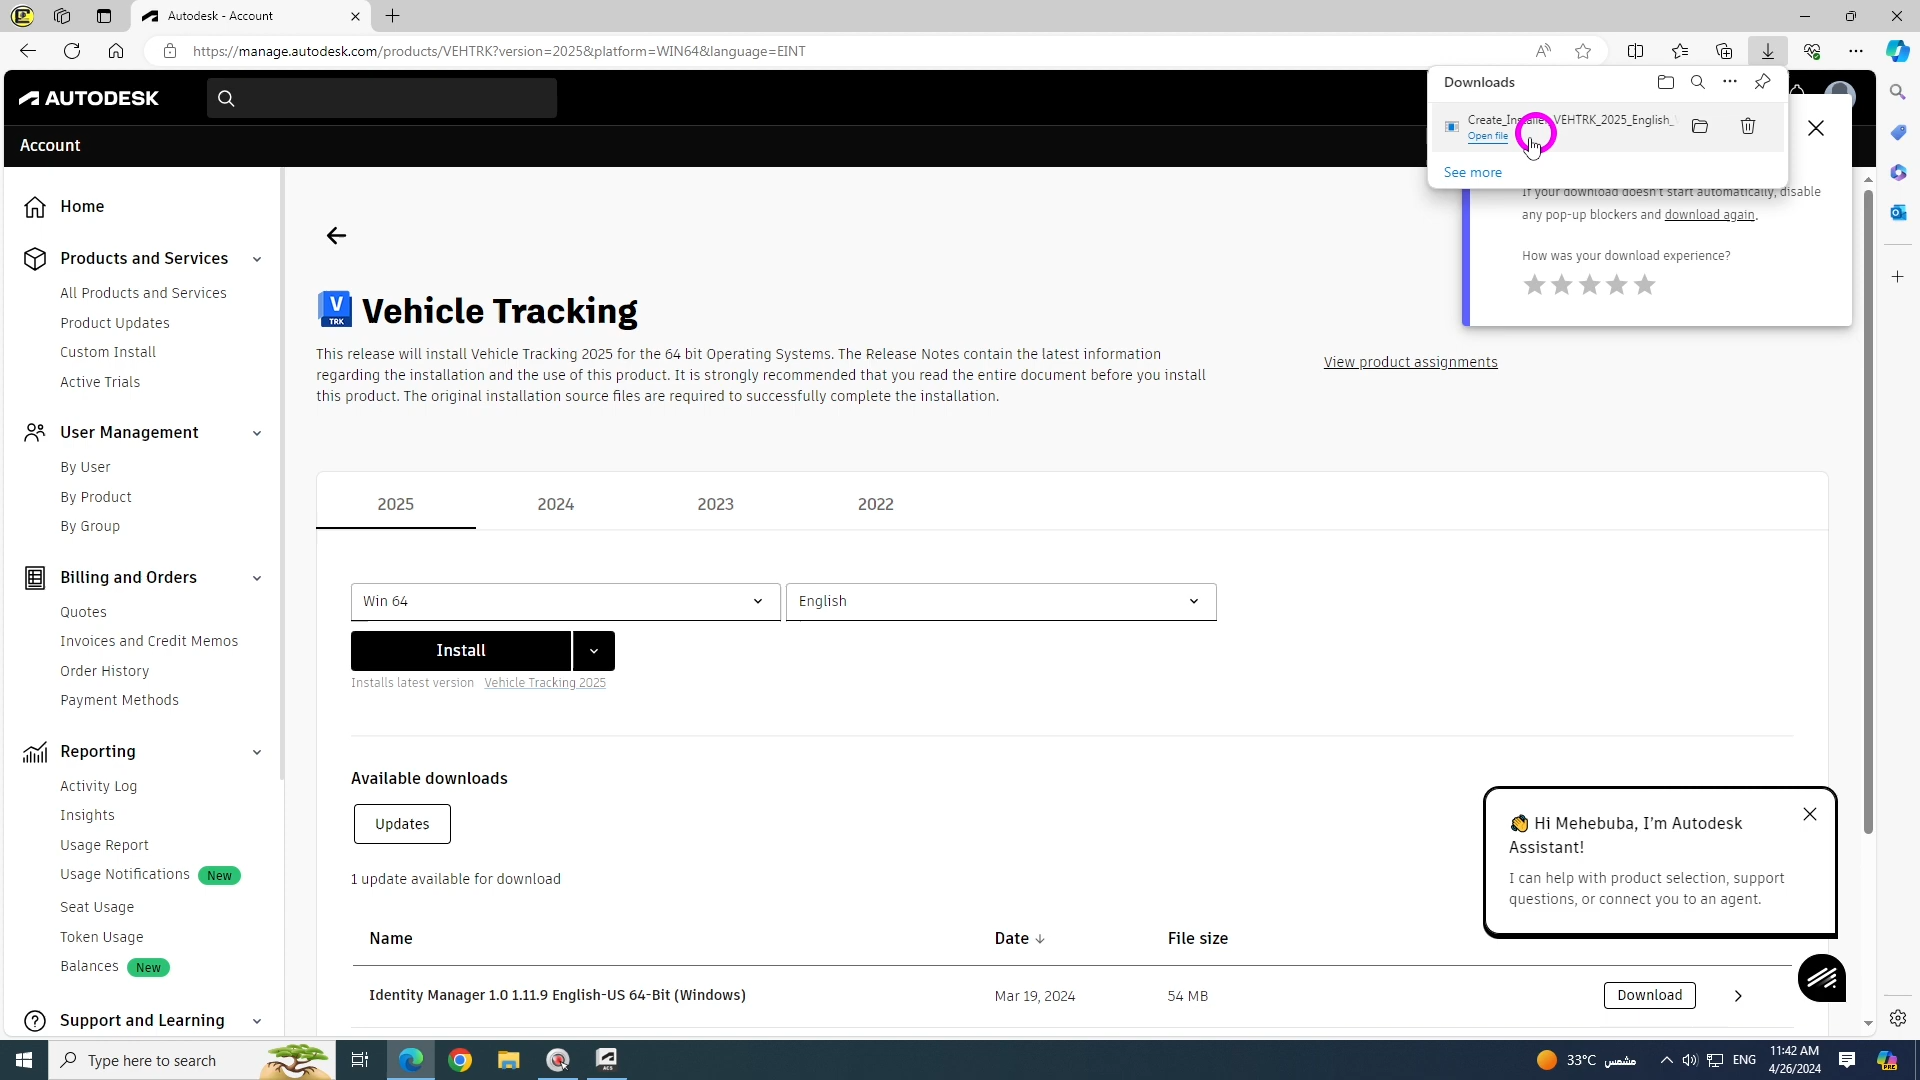 Autodesk - Account
https://manage.autodesk.com/products/VEHTRK?version=2025&platform=WIN64&language=EINT
AUTODESK
Account
Downloads
Open file
See more
If your download doesn't start automatically, disable
any pop-up blockers and download again.
How was your download experience?
Home
Products and Services
All Products and Services
Product Updates
Custom Install
Active Trials
User Management
By User
By Product
By Group
Billing and Orders
Quotes
Invoices and Credit Memos
Order History
Payment Methods
Reporting
Activity Log
Insights
Usage Report
Usage Notifications New
Seat Usage
Token Usage
Balances New
Support and Learning
V
TRK
Vehicle Tracking
This release will install Vehicle Tracking 2025 for the 64 bit Operating Systems. The Release Notes contain the latest information
regarding the installation and the use of this product. It is strongly recommended that you read the entire document before you install
this product. The original installation source files are required to successfully complete the installation.
View product assignments
2025 2024 2023 2022
Win 64 English
Install
Installs latest version Vehicle Tracking 2025
Available downloads
Updates
1 update available for download
Name Date File size
Identity Manager 1.0 1.11.9 English-US 64-Bit (Windows) Mar 19, 2024 54 MB Download
Hi Mehebuba, I'm Autodesk
Assistant!
I can help with product selection, support
questions, or connect you to an agent.
Type here to search
ACS
33°C مشمس
ENG
11:42 AM
4/26/2024
PRE